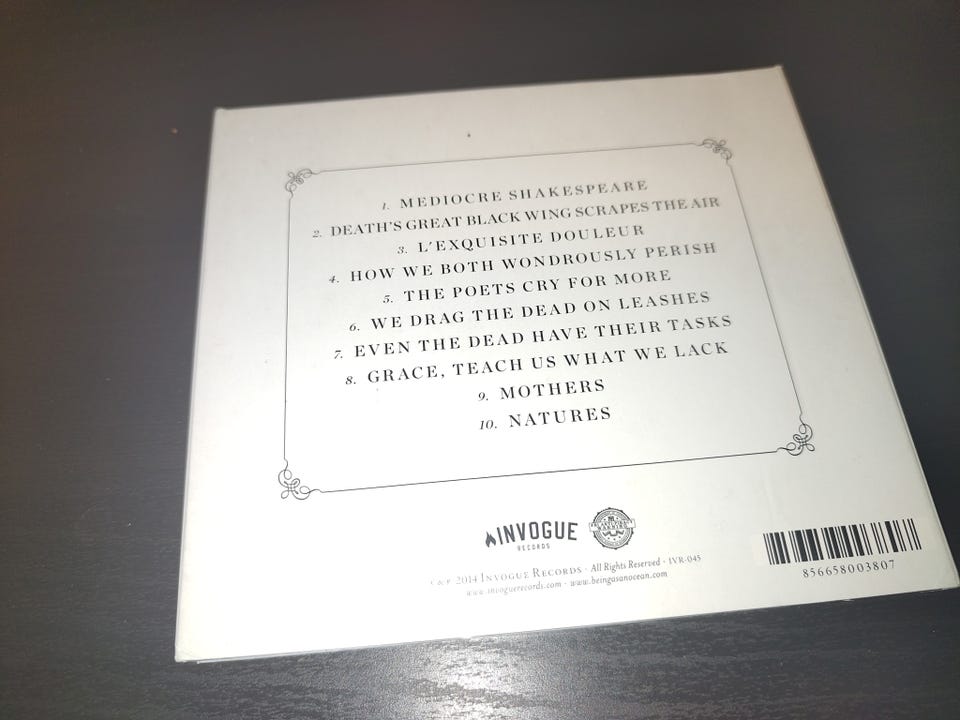 1. MEDIOCRE SHAKESPEARE
2. DEATH'S GREAT BLACK WING SCRAPES THE AIR
3. L'EXQUISITE DOULEUR
4. HOW WE BOTH WONDROUSLY PERISH
5. THE POETS CRY FOR MORE
6. WE DRAG THE DEAD ON LEASHES
7. EVEN THE DEAD HAVE THEIR TASKS
8. GRACE, TEACH US WHAT WE LACK
9. MOTHERS
10. NATURES
INVOGUE
RECORDS
WARNING
2014 INVOGUE RECORDS · All Rights Reserved · IVR-045
www.invoguerecords.com · www.beingasanocean.com
856658003807